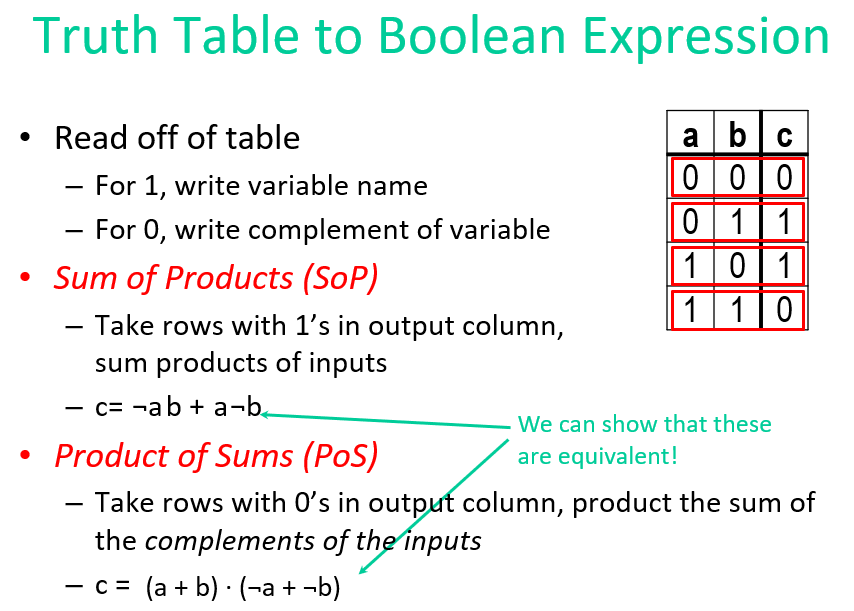 Truth Table to Boolean Expression
• Read off of table
– For 1, write variable name
– For 0, write complement of variable
• Sum of Products (SoP)
– Take rows with 1’s in output column,
sum products of inputs
– c= ¬ab + a¬b
• Product of Sums (PoS)
– Take rows with 0’s in output column, product the sum of
the complements of the inputs
– c = (a + b) · (¬a + ¬b)
a b c
0 0 0
0 1 1
1 0 1
1 1 0
We can show that these
are equivalent!